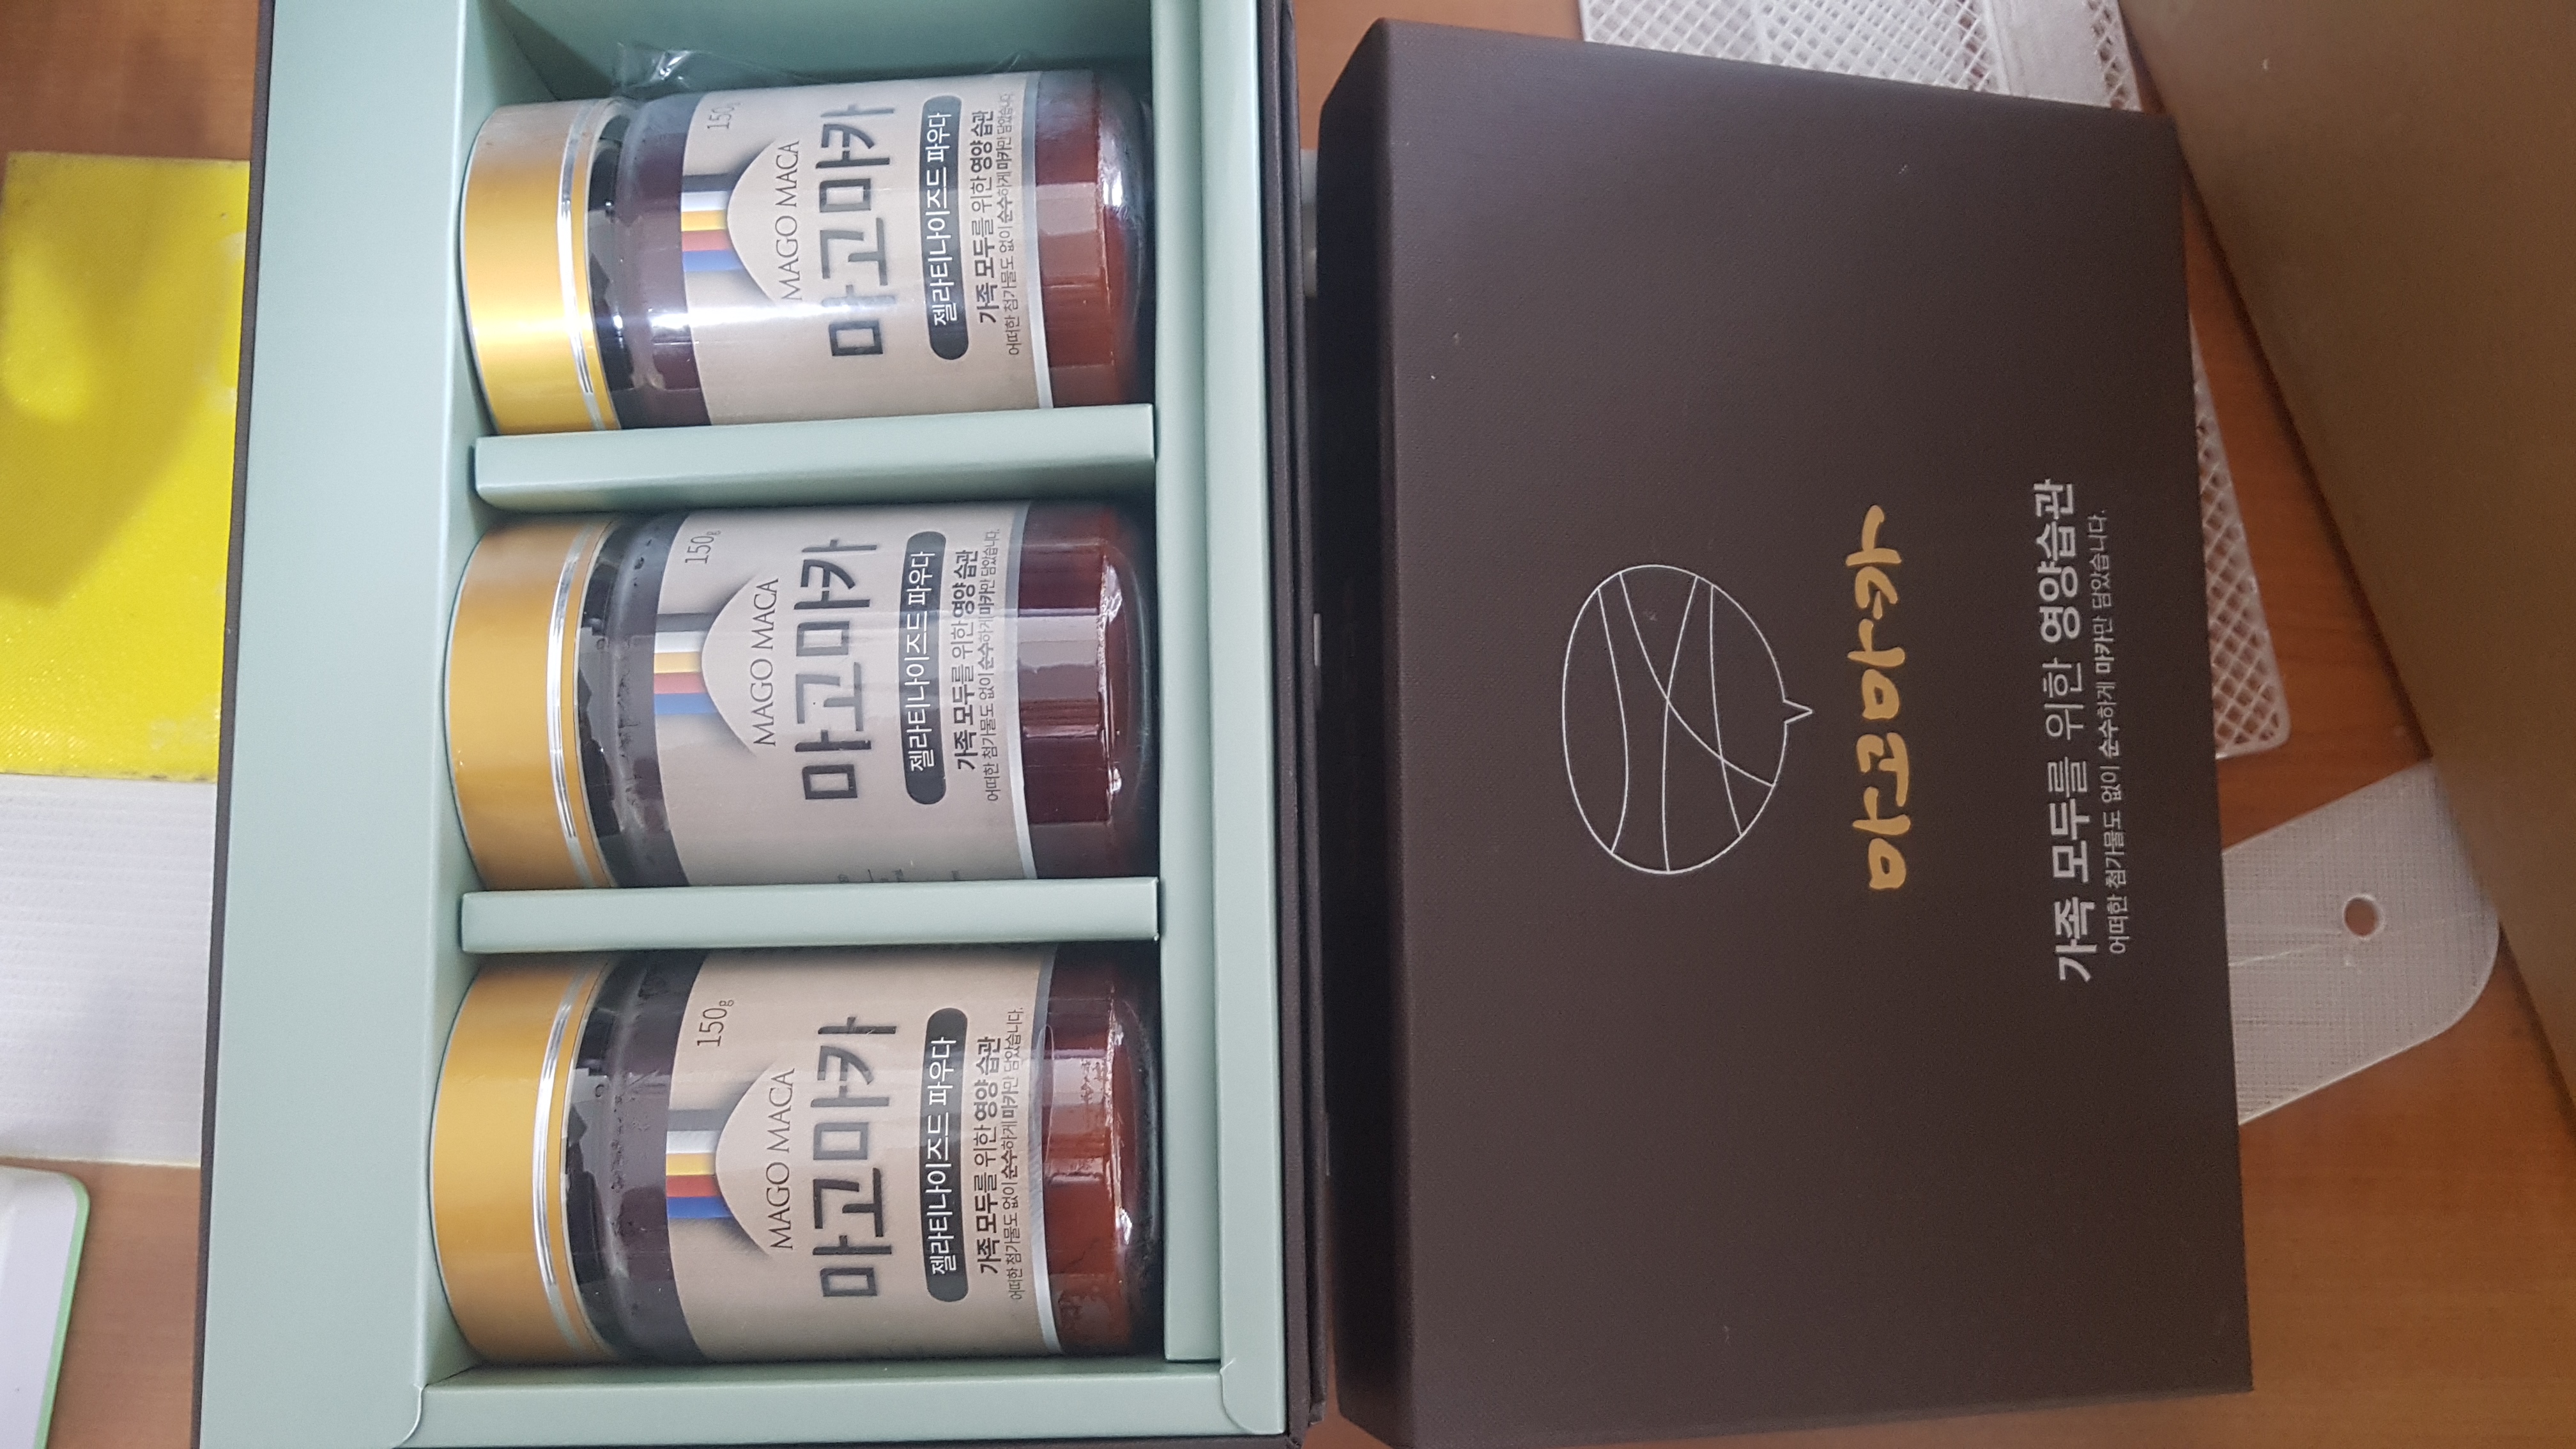 150g
MAGO MACA
마고마카
젤라티나이즈드 파우다
가족 모두를 위한 영양 습관
어떠한 첨가물도 없이 순수하게 마카만 담았습니다.
150g
MAGO MACA
마고마카
젤라티나이즈드 파우다
가족 모두를 위한 영양 습관
어떠한 첨가물도 없이 순수하게 마카만 담았습니다.
150g
MAGO MACA
마고마카
젤라티나이즈드 파우다
가족 모두를 위한 영양 습관
어떠한 첨가물도 없이 순수하게 마카만 담았습니다.
마고마카
가족 모두를 위한 영양습관
어떠한 첨가물도 없이 순수하게 마카만 담았습니다.